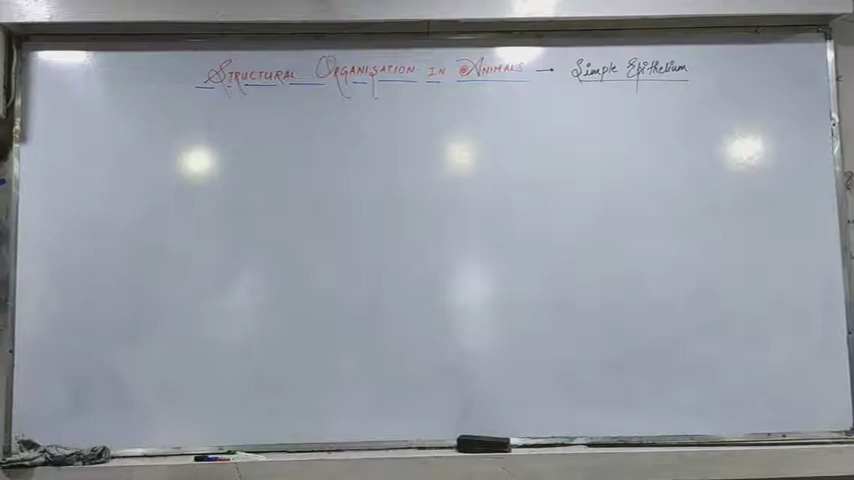 STRUCTURAL ORGANISATION IN ANIMALS → Simple Epithelium